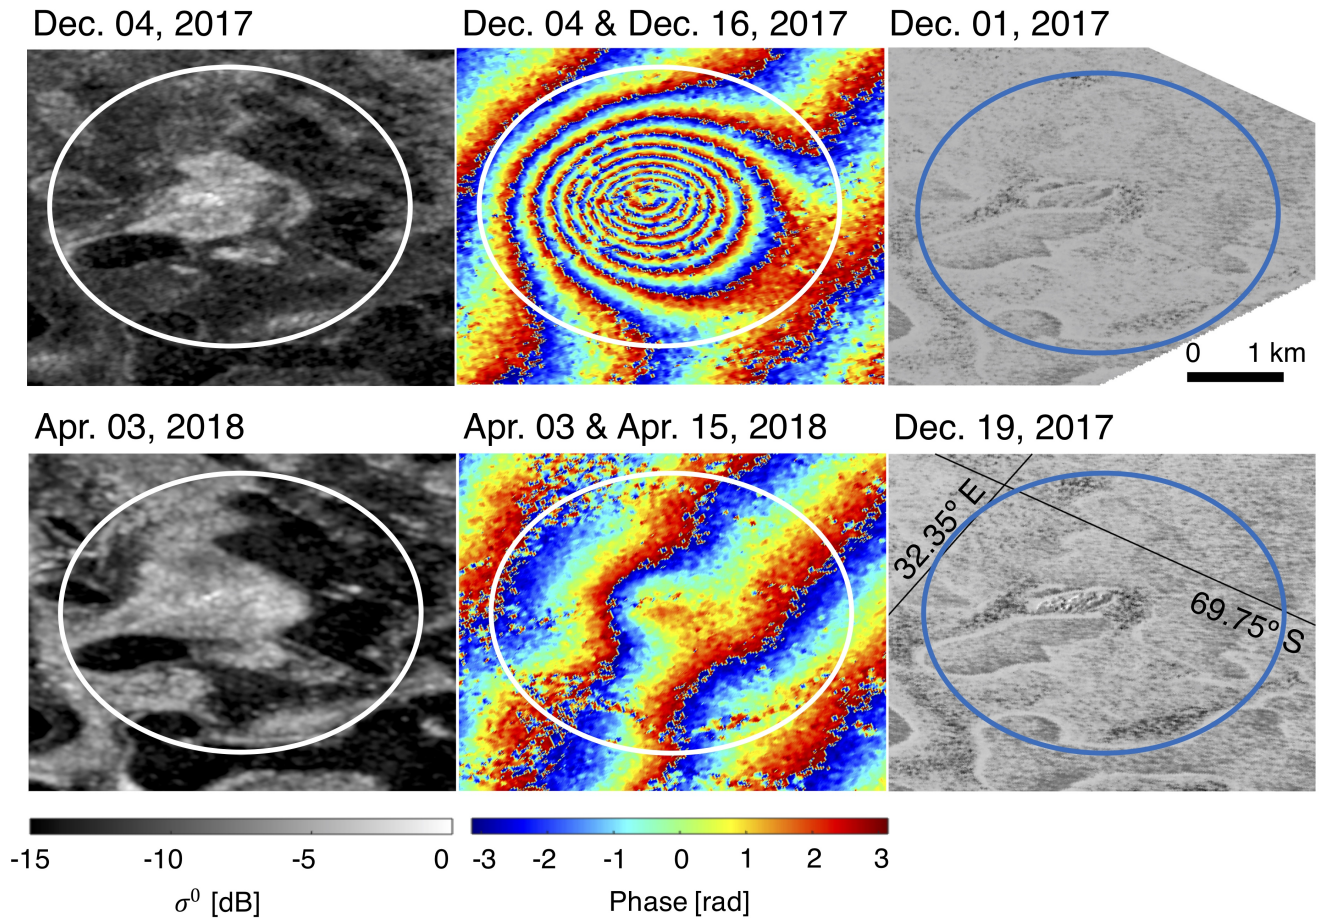 Dec. 04, 2017
Dec. 04 & Dec. 16, 2017
Dec. 01, 2017
0 1 km
Apr. 03, 2018
Apr. 03 & Apr. 15, 2018
Dec. 19, 2017
32.35° E
69.75° S
-15 -10 -5 0
σ⁰ [dB]
-3 -2 -1 0 1 2 3
Phase [rad]